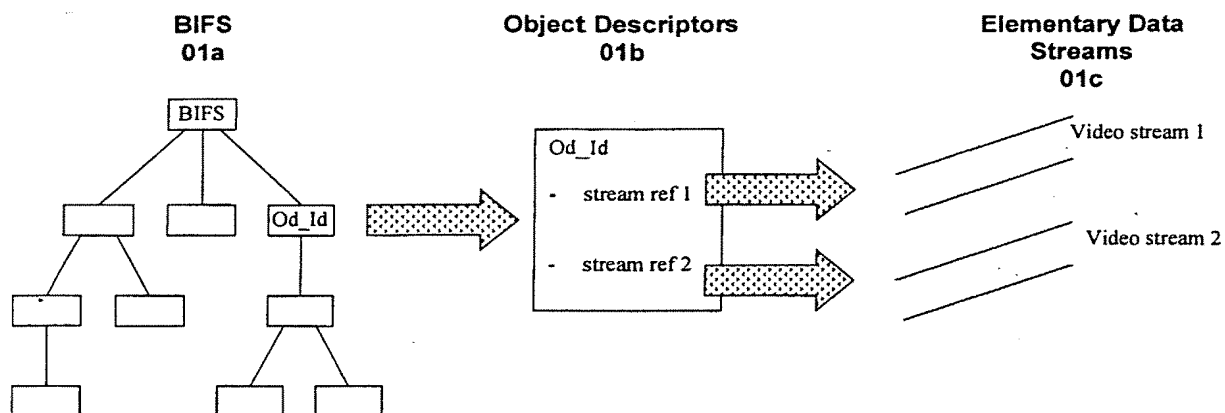 BIFS
01a
Object Descriptors
01b
Elementary Data
Streams
01c
BIFS
Od_Id
Od_Id
- stream ref 1
- stream ref 2
Video stream 1
Video stream 2